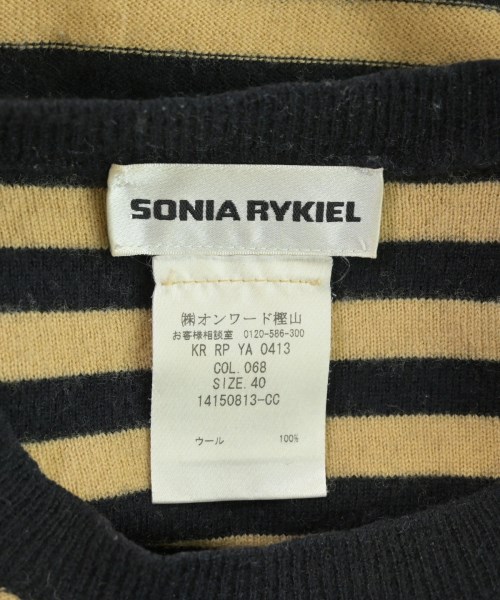 SONIA RYKIEL
㈱オンワード樫山
お客様相談室 0120-586-300
KR RP YA 0413
COL.068
SIZE.40
14150813-CC
ウール 100%